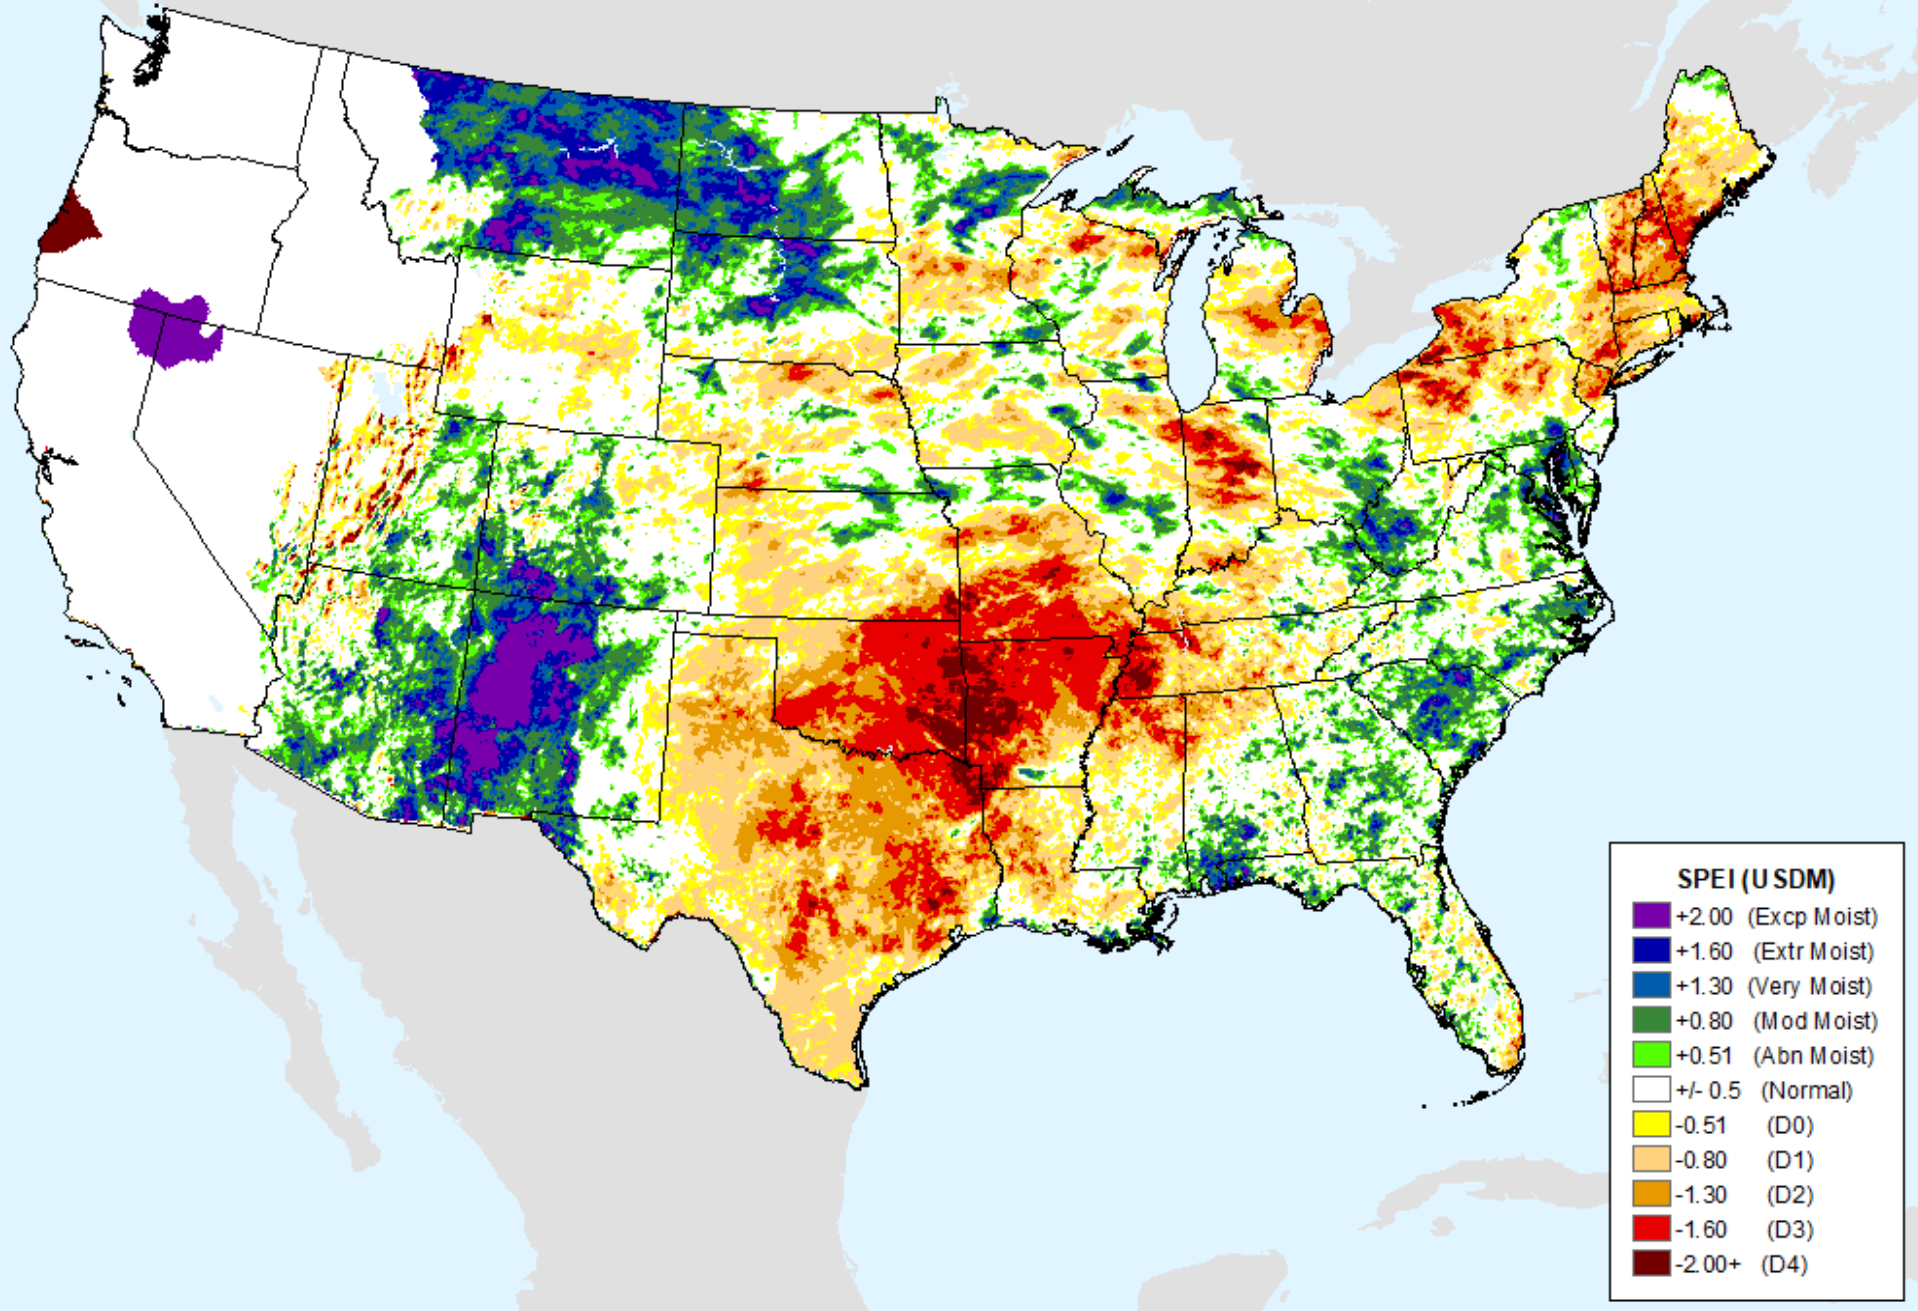 SPEI (USDM)
+2.00 (Excp Moist)
+1.60 (Extr Moist)
+1.30 (Very Moist)
+0.80 (Mod Moist)
+0.51 (Abn Moist)
+/- 0.5 (Normal)
-0.51 (D0)
-0.80 (D1)
-1.30 (D2)
-1.60 (D3)
-2.00+ (D4)